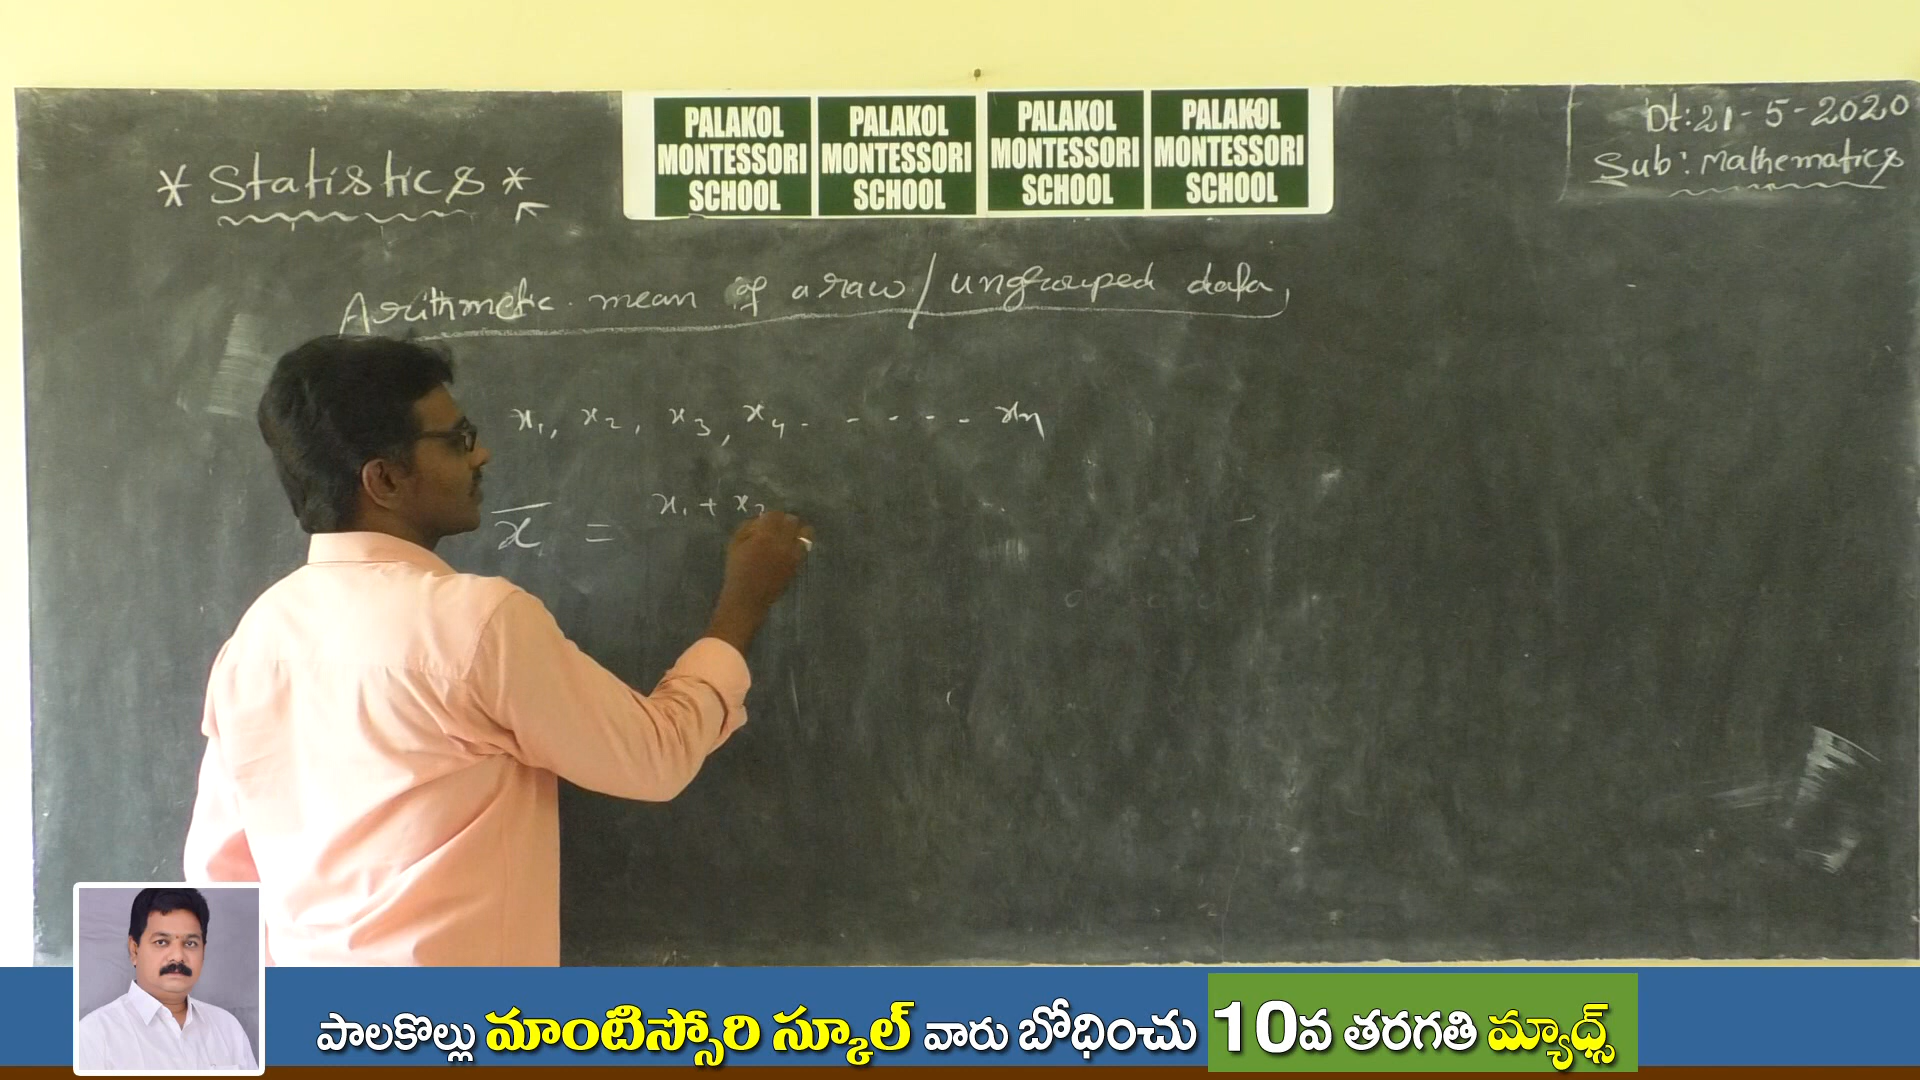 PALAKOL MONTESSORI SCHOOL
PALAKOL MONTESSORI SCHOOL
PALAKOL MONTESSORI SCHOOL
PALAKOL MONTESSORI SCHOOL
Dt: 21-5-2020
Sub: Mathematics
* Statistics *
Arithmetic mean of a raw / ungrouped data,
x₁, x₂, x₃, x₄ - - - - - xₙ
x̄ = x₁ + x₂
పాలకొల్లు మాంటిస్సోరి స్కూల్ వారు బోధించు 10వ తరగతి మ్యాథ్స్